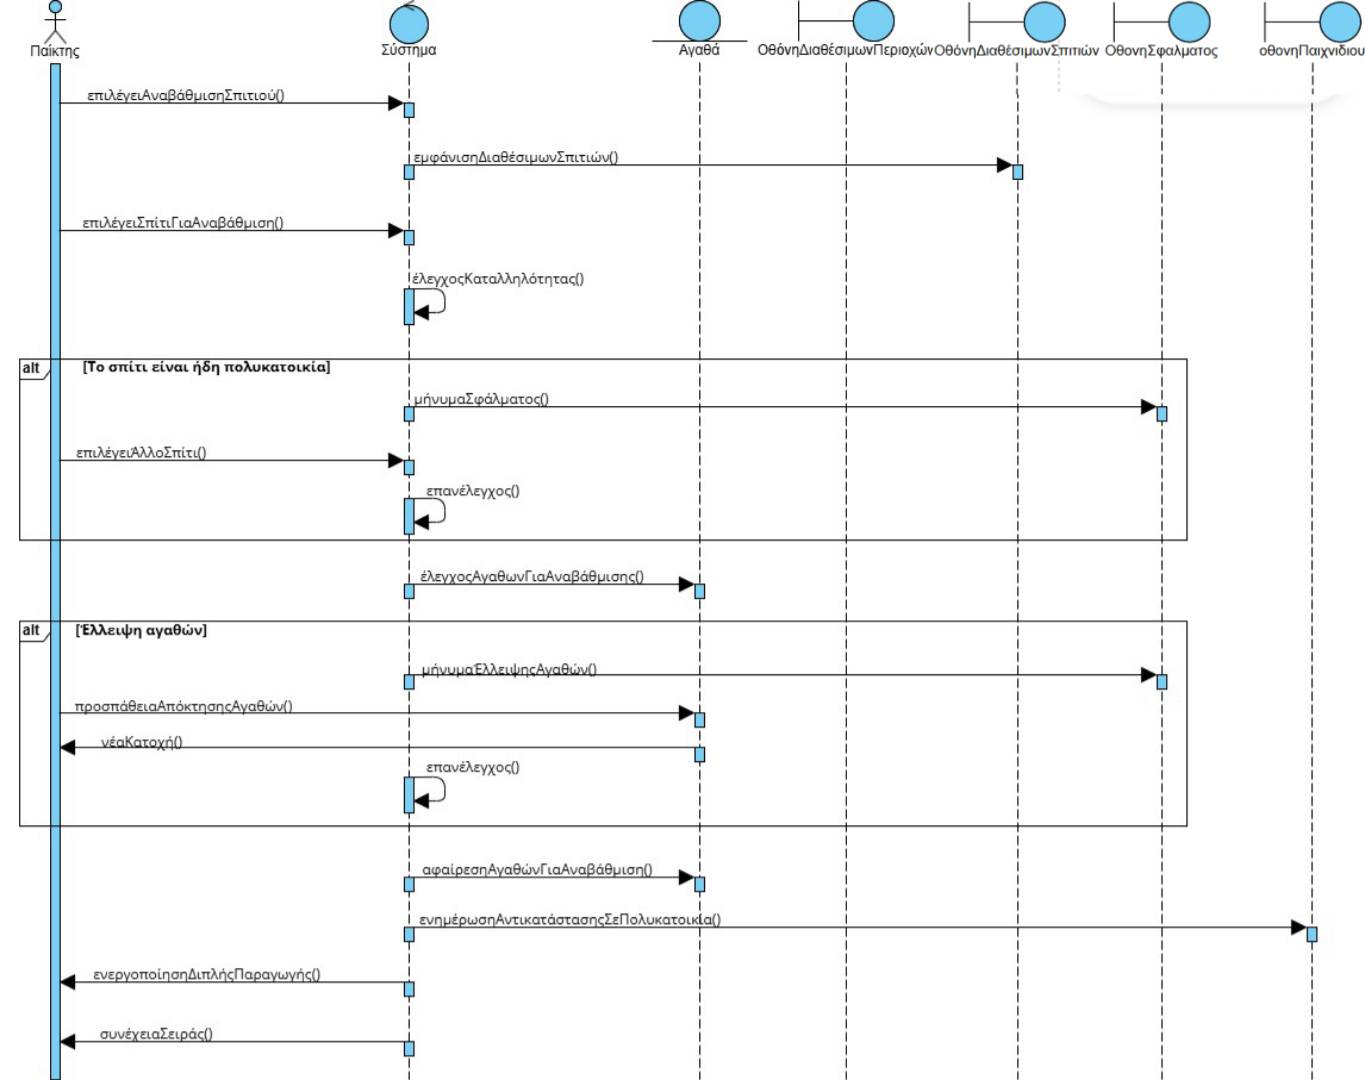 Παίκτης
Σύστημα
Αγαθά
ΟθόνηΔιαθέσιμωνΠεριοχών
ΟθόνηΔιαθέσιμωνΣπιτιών
ΟθονηΣφαλματος
οθονηΠαιχνιδιου
επιλέγειΑναβάθμισηΣπιτιού()
εμφάνισηΔιαθέσιμωνΣπιτιών()
επιλέγειΣπίτιΓιαΑναβάθμιση()
έλεγχοςΚαταλληλότητας()
alt
[Το σπίτι είναι ήδη πολυκατοικία]
μήνυμαΣφάλματος()
επιλέγειΆλλοΣπίτι()
επανέλεγχος()
έλεγχοςΑγαθωνΓιαΑναβάθμισης()
alt
[Έλλειψη αγαθών]
μήνυμαΈλλειψηςΑγαθών()
προσπάθειαΑπόκτησηςΑγαθών()
νέαΚατοχή()
επανέλεγχος()
αφαίρεσηΑγαθώνΓιαΑναβάθμιση()
ενημέρωσηΑντικατάστασηςΣεΠολυκατοικία()
ενεργοποίησηΔιπλήςΠαραγωγής()
συνέχειαΣειράς()